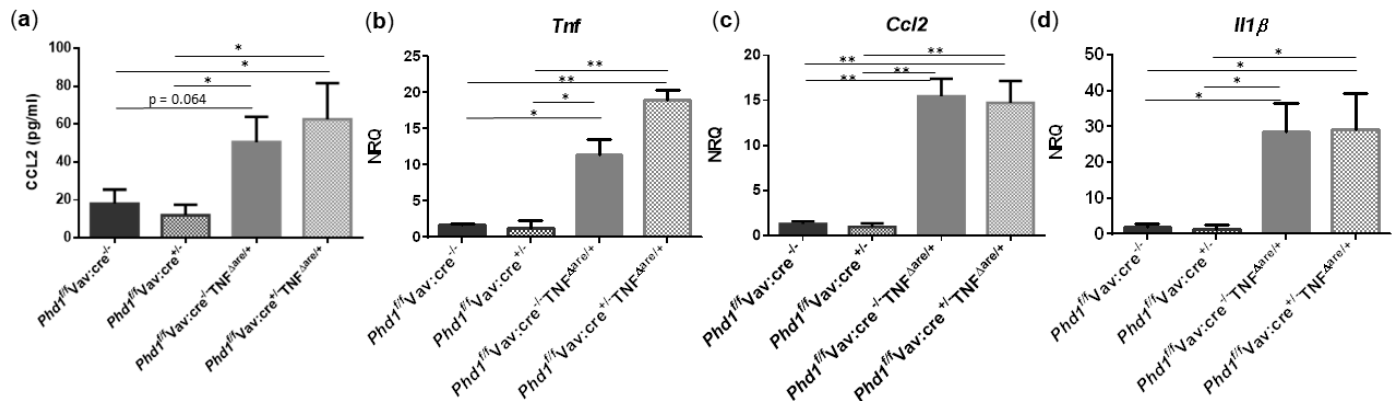 (a)
CCL2 (pg/ml)
100
80
60
40
20
0
*
*
*
p = 0.064
Phd1f/fVav:cre-/-
Phd1f/fVav:cre+/-
Phd1f/fVav:cre-/-TNFΔare/+
Phd1f/fVav:cre+/-TNFΔare/+
(b)
Tnf
NRQ
25
20
15
10
5
0
**
**
*
*
Phd1f/fVav:cre-/-
Phd1f/fVav:cre+/-
Phd1f/fVav:cre-/-TNFΔare/+
Phd1f/fVav:cre+/-TNFΔare/+
(c)
Ccl2
NRQ
20
15
10
5
0
**
**
**
**
Phd1f/fVav:cre-/-
Phd1f/fVav:cre+/-
Phd1f/fVav:cre-/-TNFΔare/+
Phd1f/fVav:cre+/-TNFΔare/+
(d)
Il1β
NRQ
50
40
30
20
10
0
*
*
*
*
Phd1f/fVav:cre-/-
Phd1f/fVav:cre+/-
Phd1f/fVav:cre-/-TNFΔare/+
Phd1f/fVav:cre+/-TNFΔare/+